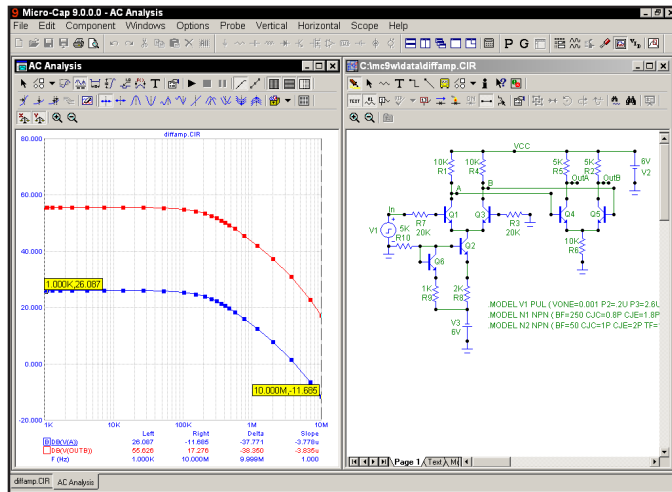 9 Micro-Cap 9.0.0.0 - AC Analysis
File Edit Component Windows Options Probe Vertical Horizontal Scope Help
P G
AC Analysis
T
diffamp.CIR
80.000
60.000
40.000
20.000
0.000
-20.000
1.000K,26.087
10.000M,-11.685
1K 10K 100K 1M 10M
Left Right Delta Slope
DB(V(A)) 26.087 -11.685 -37.771 -3.778u
DB(V(OUTB)) 55.626 17.276 -38.350 -3.835u
F (Hz) 1.000K 10.000M 9.999M 1.000
C:\mc9w\data\diffamp.CIR
T
TEXT
VCC
10K
R1
10K
R4
5K
R5
5K
R2
6V
V2
A
B
OutA
OutB
In
V1
R7
20K
Q1
Q3
R3
20K
Q4
Q5
5K
R10
Q2
Q6
10K
R6
1K
R9
2K
R8
V3
6V
.MODEL V1 PUL ( VONE=0.001 P2=.2U P3=2.6U
.MODEL N1 NPN ( BF=250 CJC=0.8P CJE=1.8P
.MODEL N2 NPN ( BF=50 CJC=1P CJE=2P TF=
Page 1 Text
diffamp.CIR AC Analysis